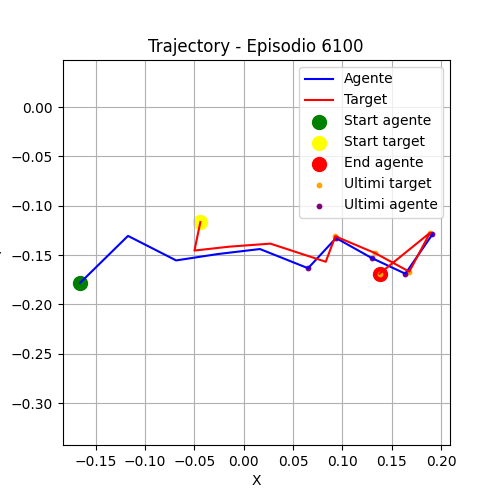 Trajectory - Episodio 6100
Agente
Target
Start agente
Start target
End agente
Ultimi target
Ultimi agente
0.00
−0.05
−0.10
−0.15
−0.20
−0.25
−0.30
−0.15
−0.10
−0.05
0.00
0.05
0.10
0.15
0.20
X